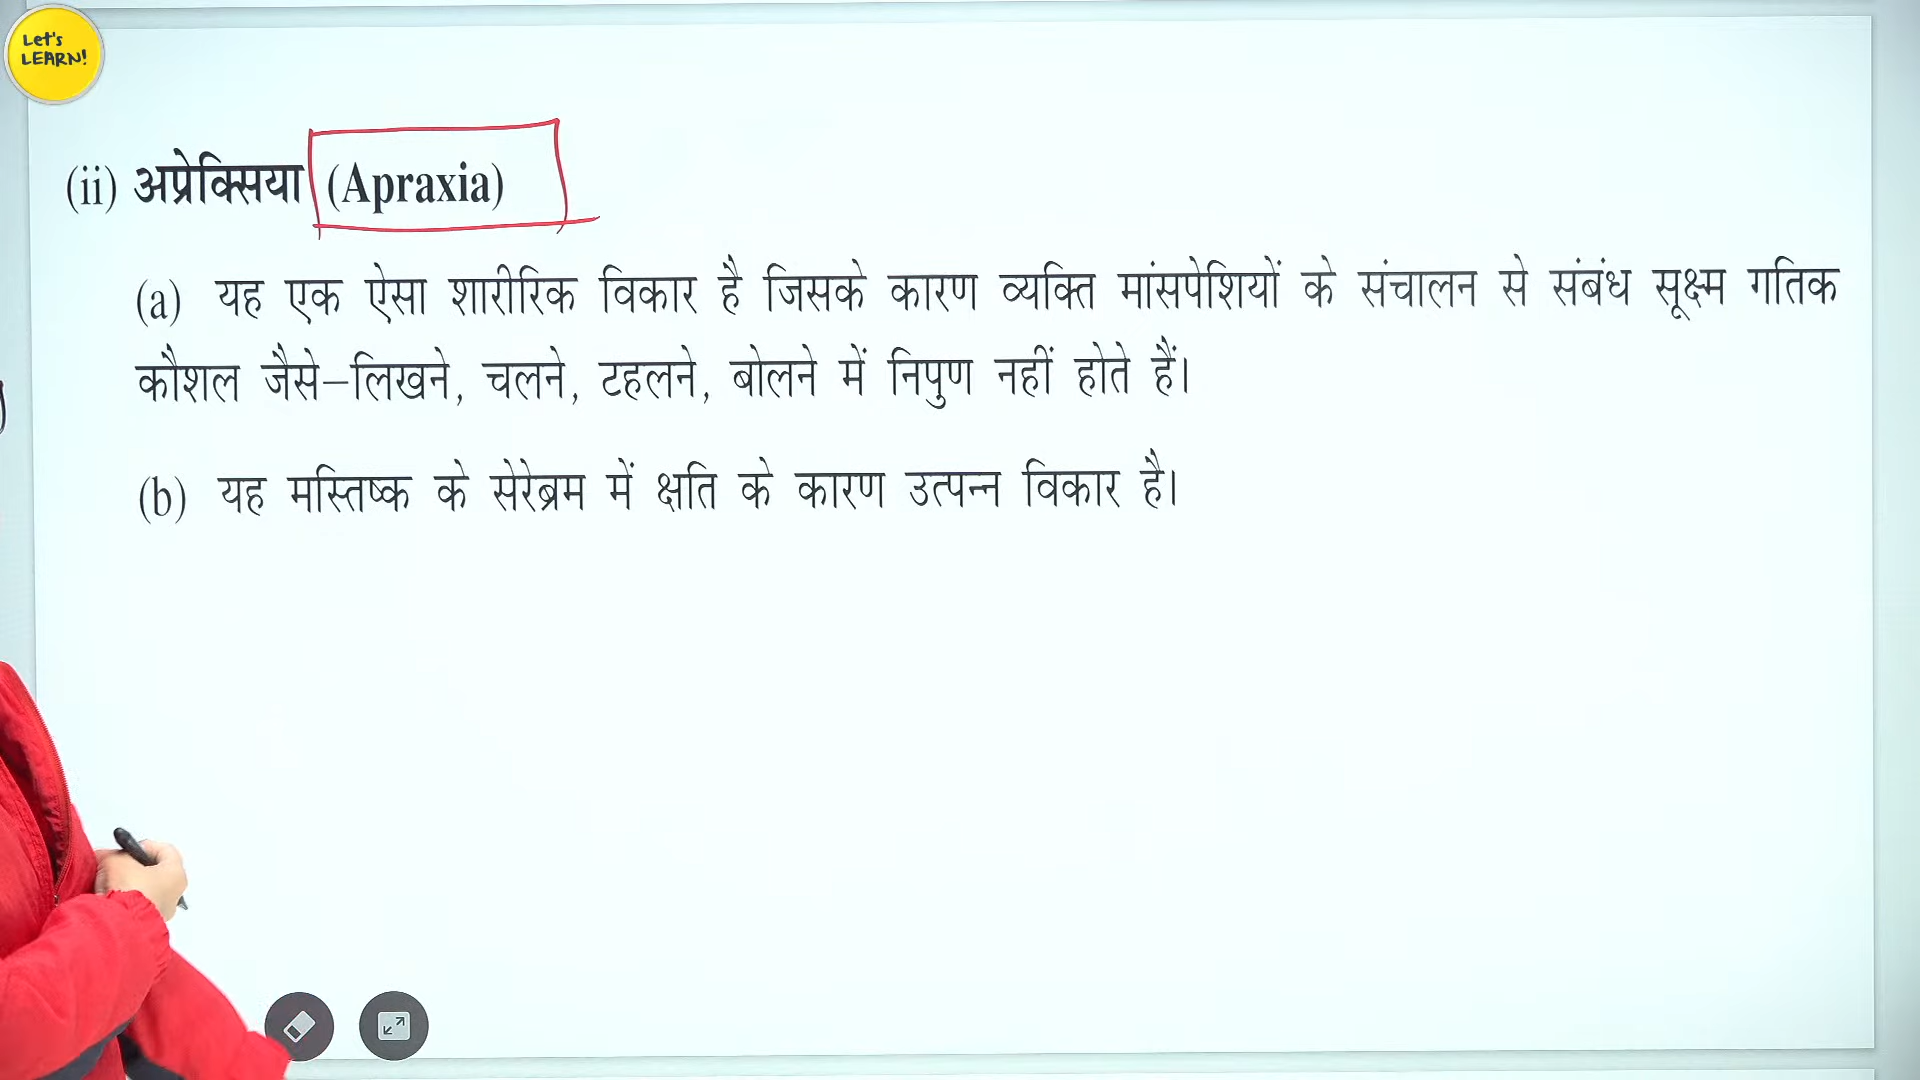 Let's
LEARN!
(ii) अप्रेक्सिया (Apraxia)
(a) यह एक ऐसा शारीरिक विकार है जिसके कारण व्यक्ति मांसपेशियों के संचालन से संबंध सूक्ष्म गतिक
कौशल जैसे–लिखने, चलने, टहलने, बोलने में निपुण नहीं होते हैं।
(b) यह मस्तिष्क के सेरेब्रम में क्षति के कारण उत्पन्न विकार है।